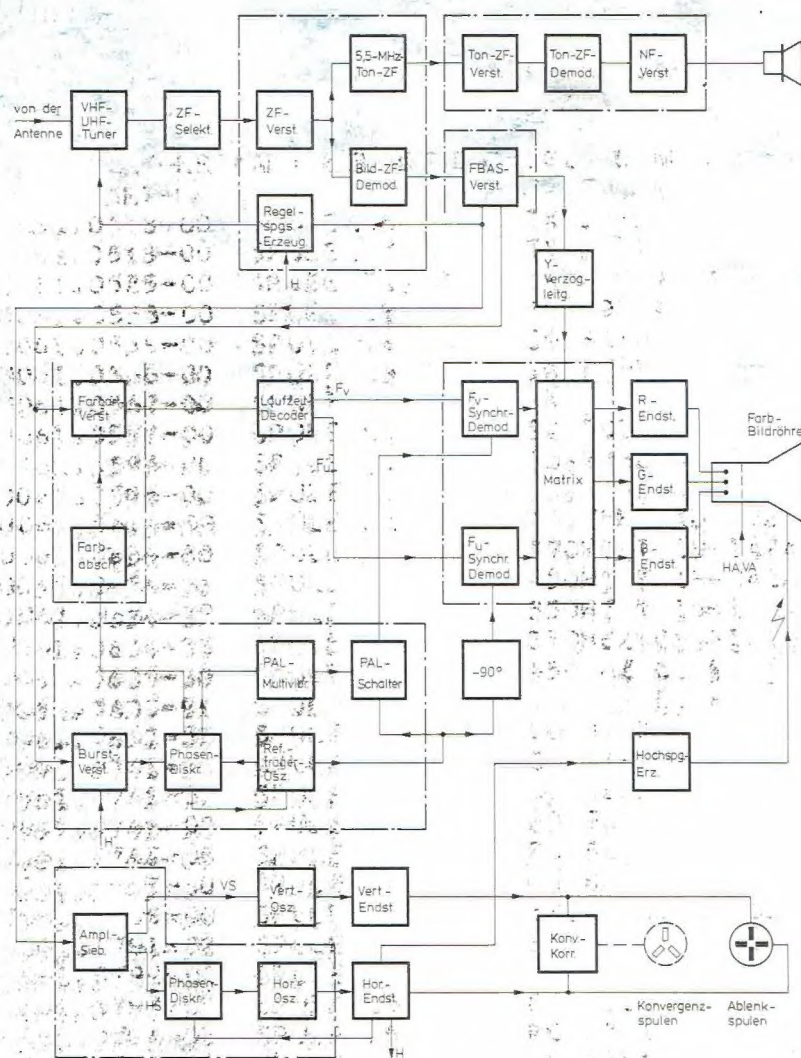 von der
Antenne
VHF-
UHF-
Tuner
ZF-
Selekt.
ZF-
Verst.
5,5-MHz-
Ton-ZF
Ton-ZF-
Verst.
Ton-ZF-
Demod.
NF-
Verst
Bild-ZF-
Demod.
FBAS-
Verst.
Regel-
spgs.-
Erzeug
H
Y-
Verzög-
leitg.
Farbart
Verst.
Laufzeit-
Decoder
Fv
Fu
Fv-
Synchr-
Demod
Matrix
R-
Endst.
G-
Endst.
B-
Endst.
Farb-
Bildröhre
HA,VA
Farb-
absch.
Fu-
Synchr.
Demod
PAL-
Multivibr.
PAL-
Schalter
-90°
Burst-
Verst.
Phasen-
Diskr.
Ref.-
träger-
Osz.
Hochspg-
Erz.
H
Ampl-
Sieb.
VS
Vert-
Osz.
Vert-
Endst.
HS
Phasen-
Diskr.
Hor.-
Osz.
Hor-
Endst.
H
Konv-
Korr.
Konvergenz-
spulen
Ablenk-
spulen